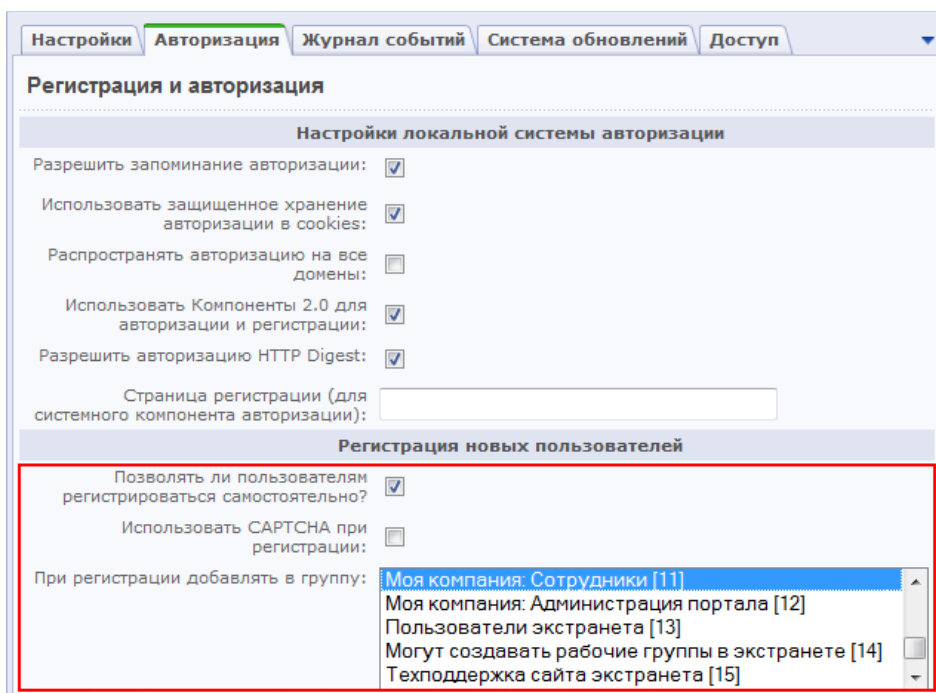 Настройки Авторизация Журнал событий Система обновлений Доступ
Регистрация и авторизация
Настройки локальной системы авторизации
Разрешить запоминание авторизации:
Использовать защищенное хранение
авторизации в cookies:
Распространять авторизацию на все
домены:
Использовать Компоненты 2.0 для
авторизации и регистрации:
Разрешить авторизацию HTTP Digest:
Страница регистрации (для
системного компонента авторизации):
Регистрация новых пользователей
Позволять ли пользователям
регистрироваться самостоятельно?
Использовать CAPTCHA при
регистрации:
При регистрации добавлять в группу: Моя компания: Сотрудники [11]
Моя компания: Администрация портала [12]
Пользователи экстранета [13]
Могут создавать рабочие группы в экстранете [14]
Техподдержка сайта экстранета [15]